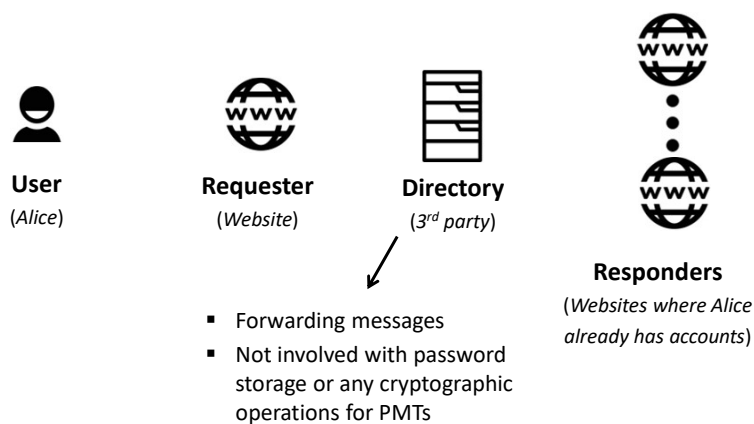 www
www
www
User
(Alice)
Requester
(Website)
Directory
(3rd party)
Responders
(Websites where Alice
already has accounts)
▪ Forwarding messages
▪ Not involved with password
storage or any cryptographic
operations for PMTs